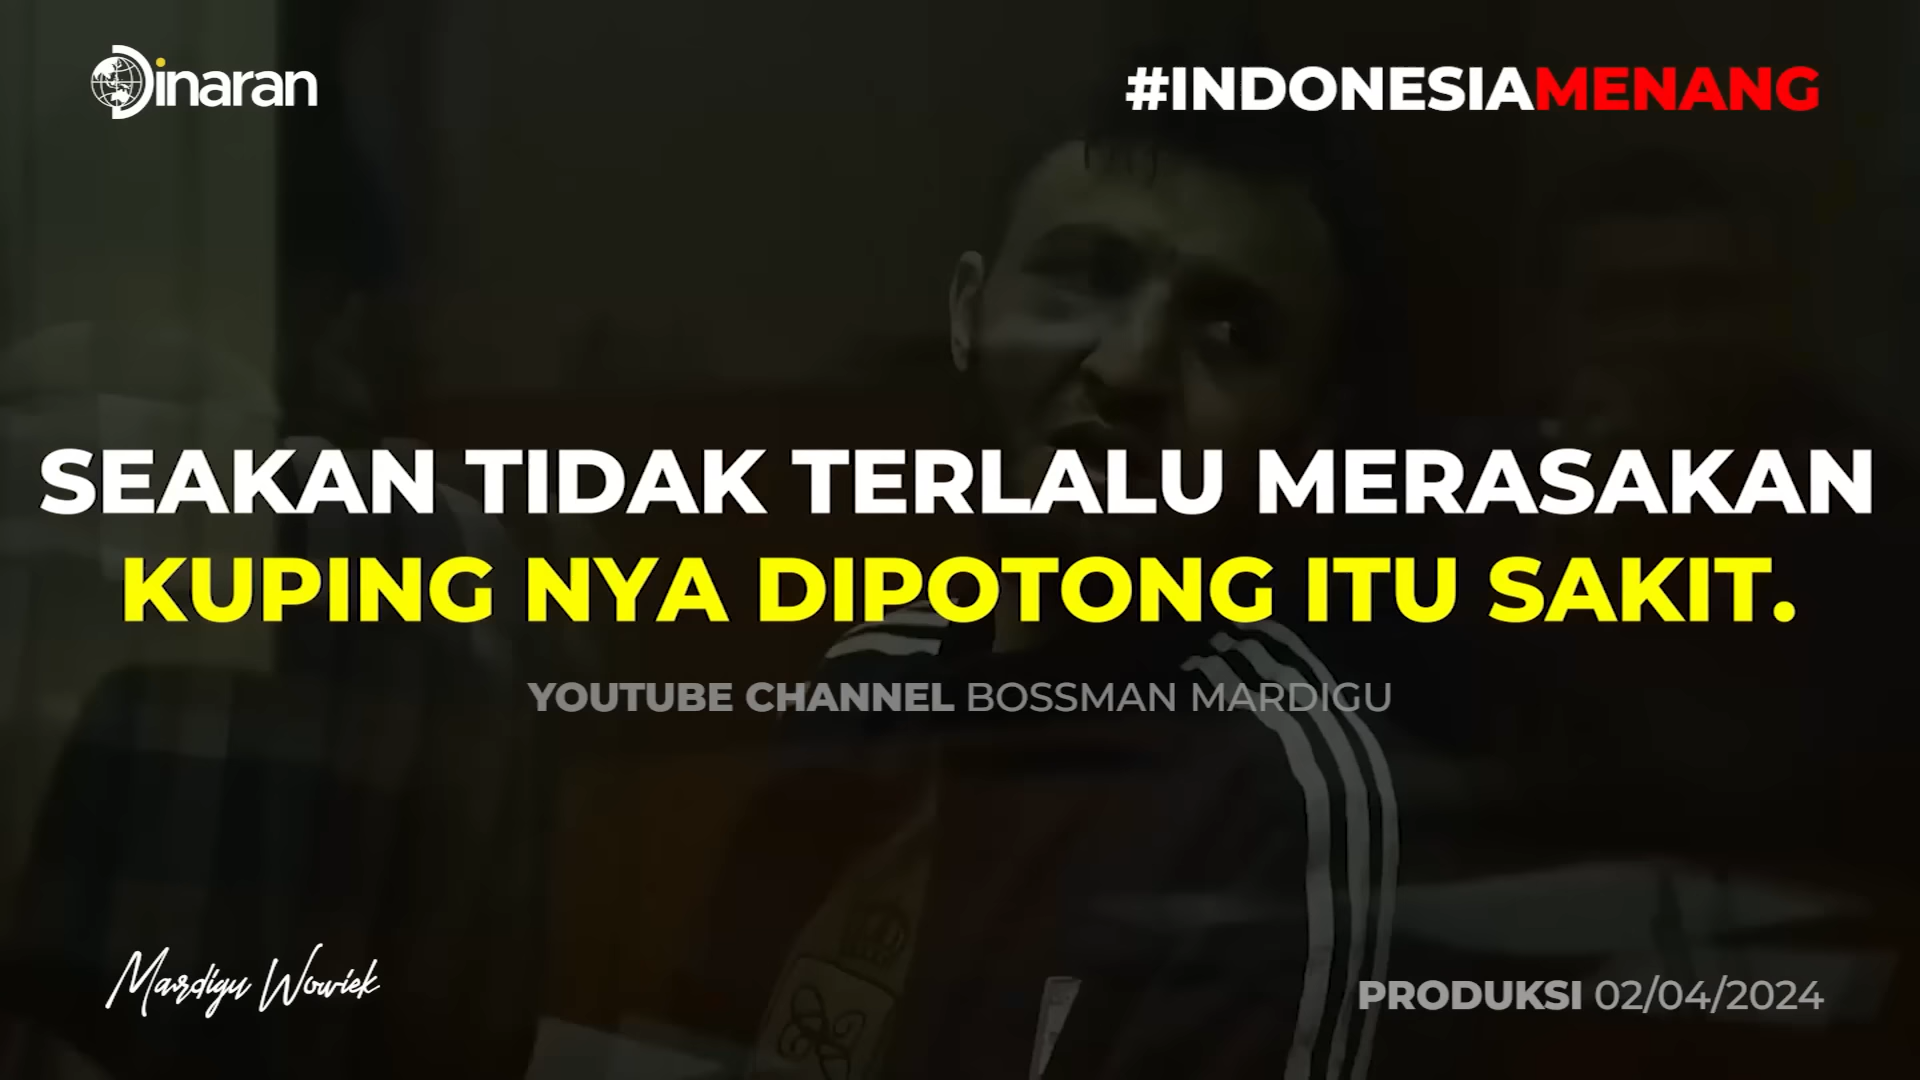 Dinaran
#INDONESIAMENANG
SEAKAN TIDAK TERLALU MERASAKAN
KUPING NYA DIPOTONG ITU SAKIT.
YOUTUBE CHANNEL BOSSMAN MARDIGU
Mardigu Wowiek
PRODUKSI 02/04/2024